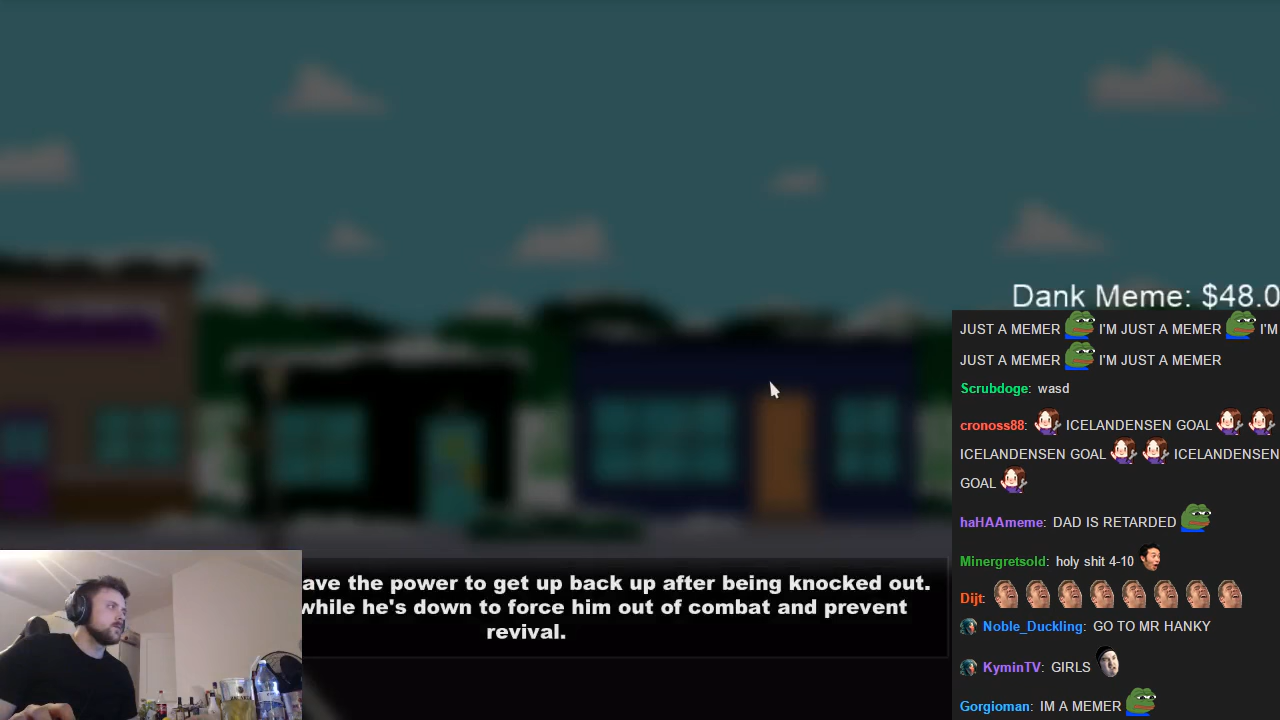 Dank Meme: $48.0
JUST A MEMER I'M JUST A MEMER I'M
JUST A MEMER I'M JUST A MEMER
Scrubdoge: wasd
cronoss88: ICELANDENSEN GOAL
ICELANDENSEN GOAL ICELANDENSEN
GOAL
haHAAmeme: DAD IS RETARDED
Minergretsold: holy shit 4-10
Dijt:
Noble_Duckling: GO TO MR HANKY
KyminTV: GIRLS
Gorgioman: IM A MEMER
ave the power to get up back up after being knocked out.
while he's down to force him out of combat and prevent
revival.